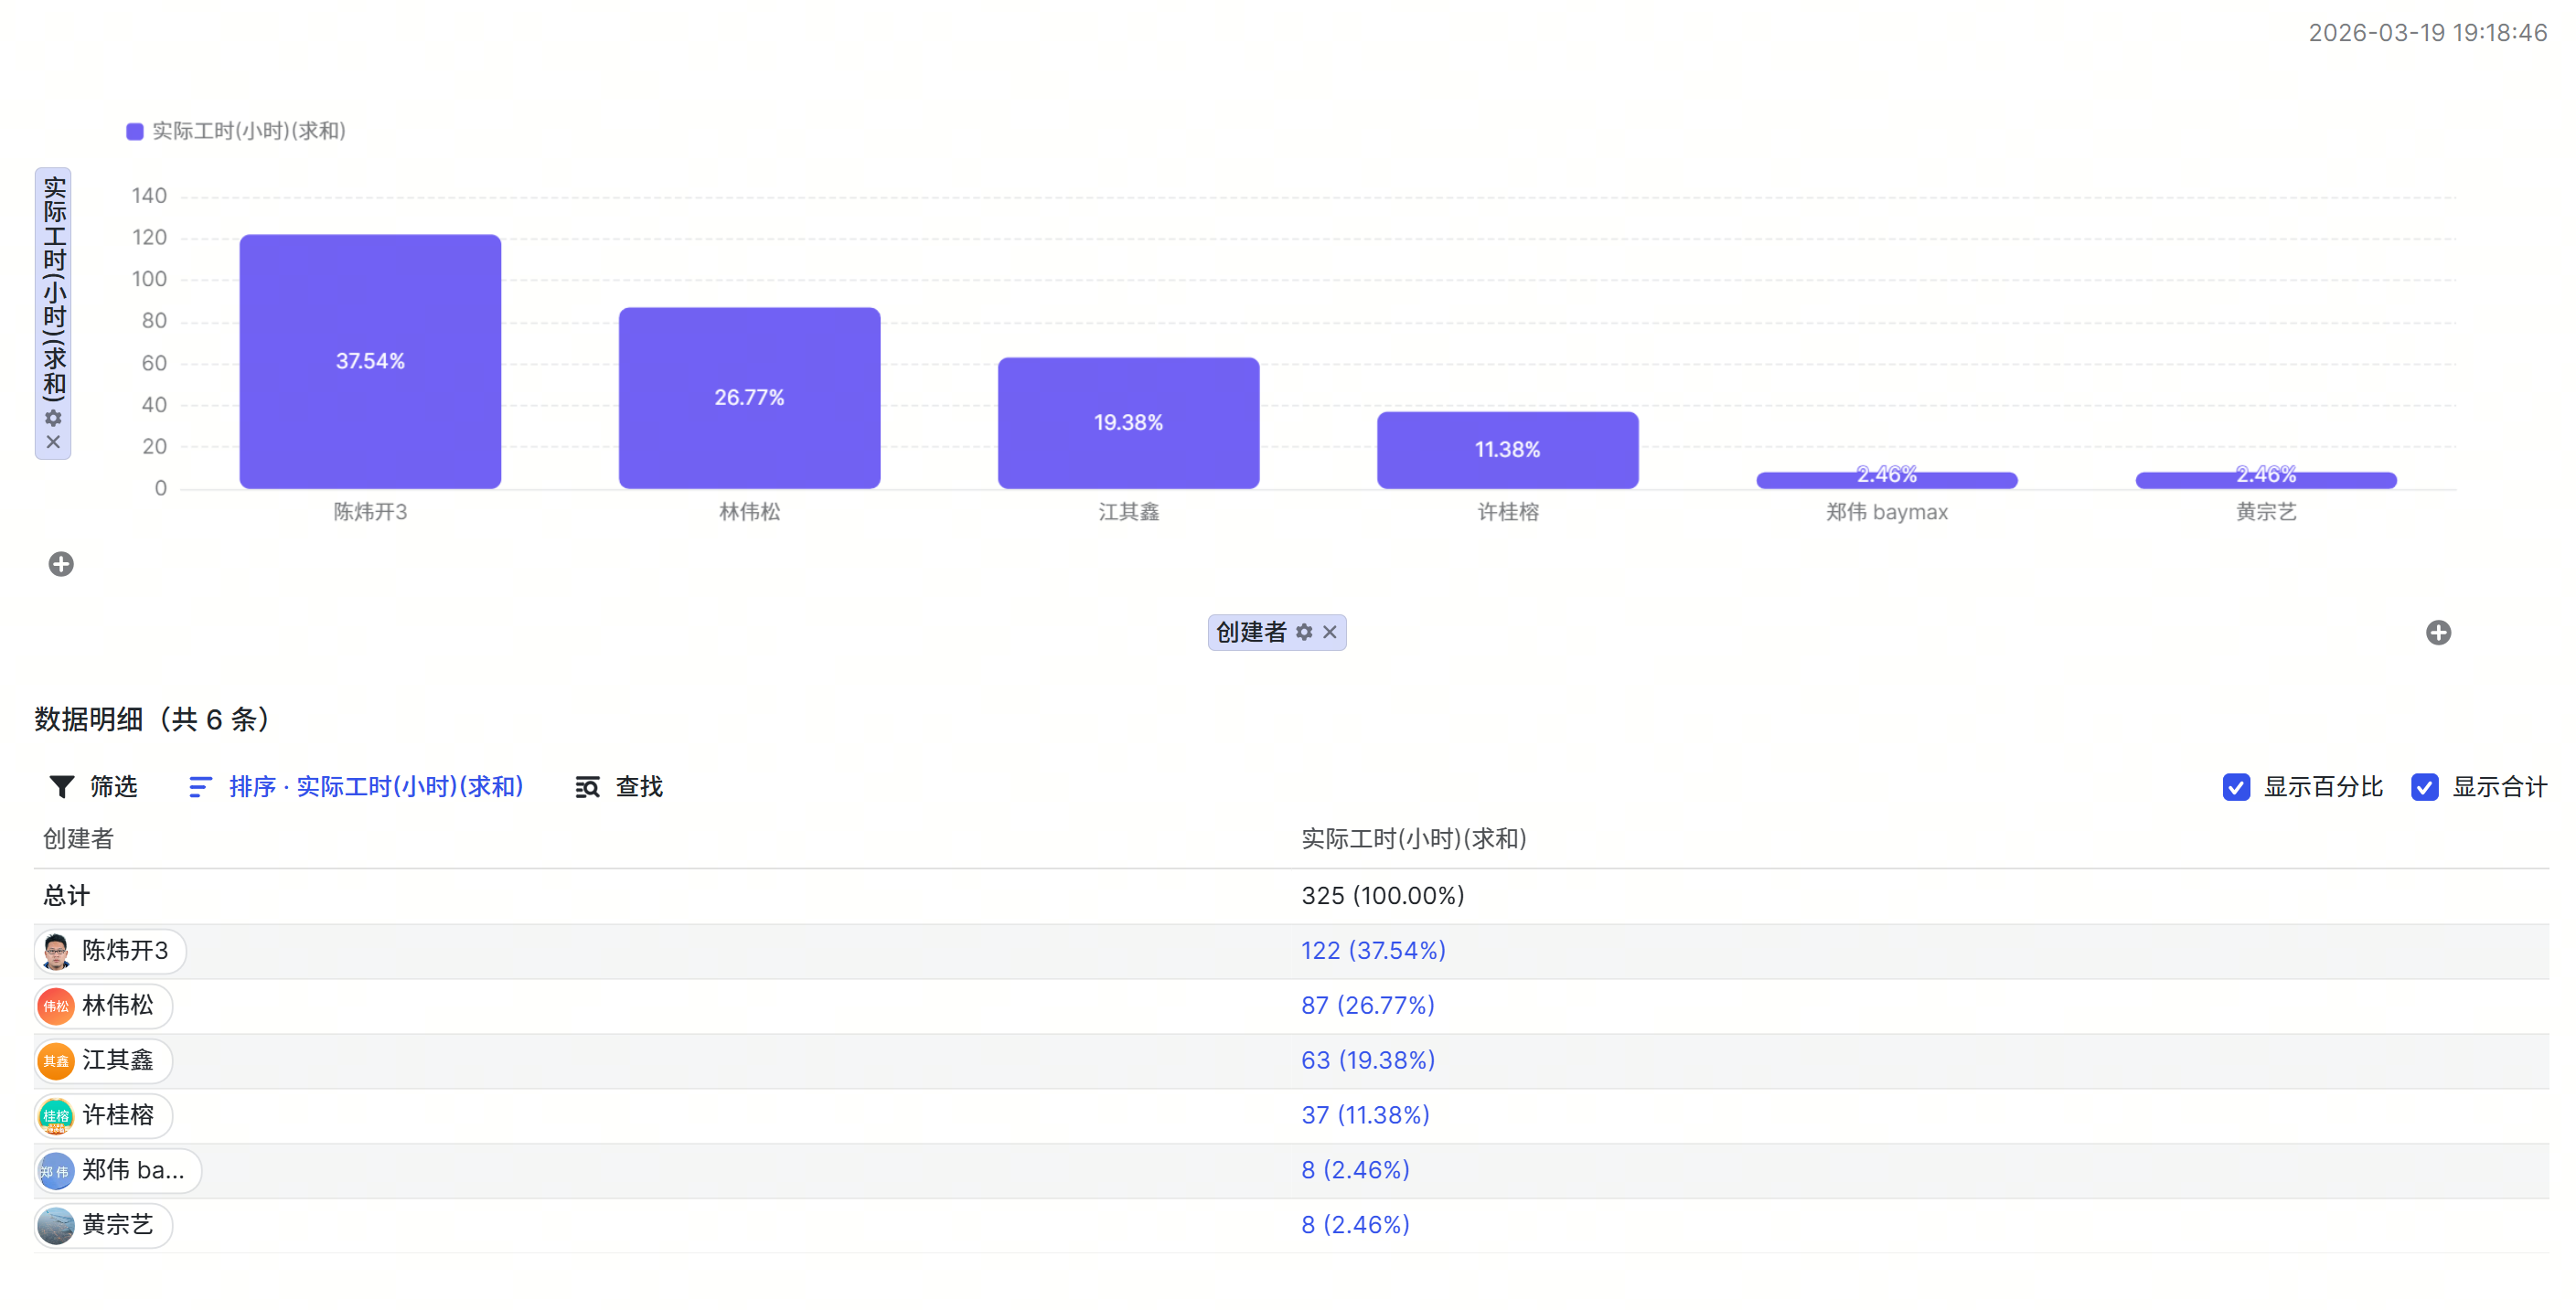 2026-03-19 19:18:46
实际工时(小时)(求和)
实际工时(小时)(求和)
140
120
100
80
60
40
20
0
37.54%
26.77%
19.38%
11.38%
2.46%
2.46%
陈炜开3
林伟松
江其鑫
许桂榕
郑伟 baymax
黄宗艺
创建者
数据明细（共 6 条）
筛选
排序 · 实际工时(小时)(求和)
查找
显示百分比
显示合计
创建者
实际工时(小时)(求和)
总计
325 (100.00%)
陈炜开3
122 (37.54%)
伟松
林伟松
87 (26.77%)
其鑫
江其鑫
63 (19.38%)
桂榕
许桂榕
37 (11.38%)
郑 伟
郑伟 ba...
8 (2.46%)
黄宗艺
8 (2.46%)